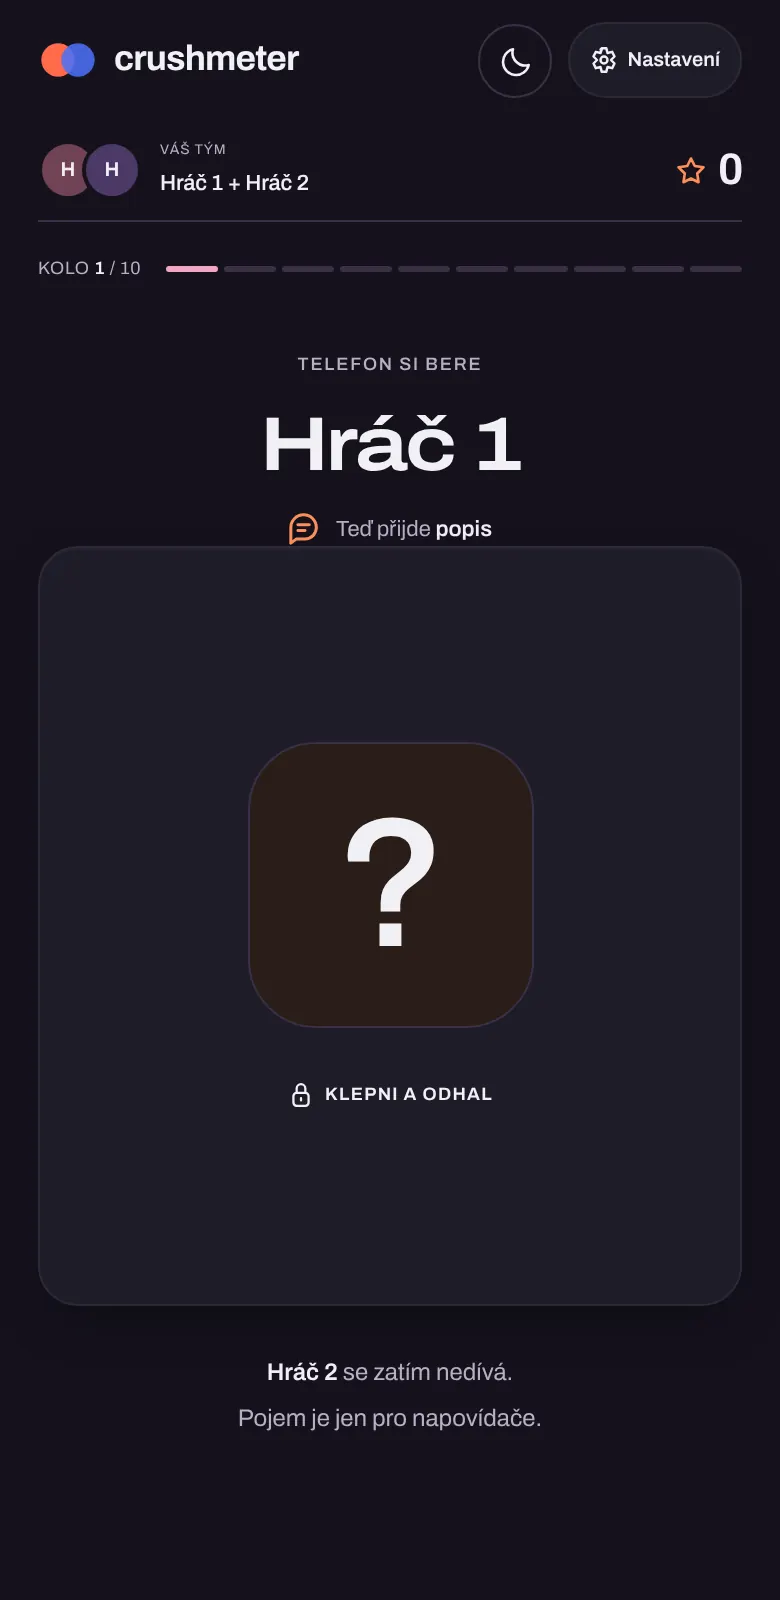 crushmeter
Nastavení
H H
VÁŠ TÝM
Hráč 1 + Hráč 2
0
KOLO 1 / 10
TELEFON SI BERE
Hráč 1
Teď přijde popis
?
KLEPNI A ODHAL
Hráč 2 se zatím nedívá.
Pojem je jen pro napovídače.